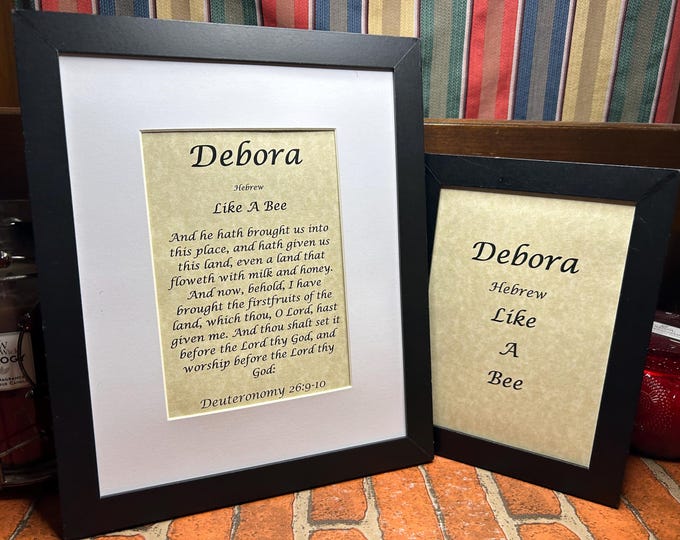 Debora
Hebrew
Like A Bee
And he hath brought us into
this place, and hath given us
this land, even a land that
floweth with milk and honey.
And now, behold, I have
brought the firstfruits of the
land, which thou, O Lord, hast
given me. And thou shalt set it
before the Lord thy God, and
worship before the Lord thy
God:
Deuteronomy 26:9-10
Debora
Hebrew
Like
A
Bee